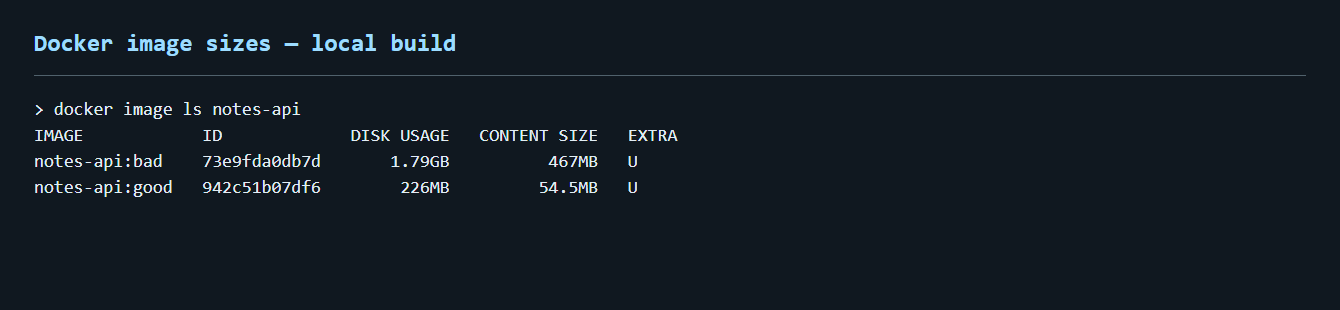 Docker image sizes — local build
> docker image ls notes-api
IMAGE            ID             DISK USAGE   CONTENT SIZE   EXTRA
notes-api:bad    73e9fda0db7d       1.79GB          467MB   U
notes-api:good   942c51b07df6        226MB         54.5MB   U